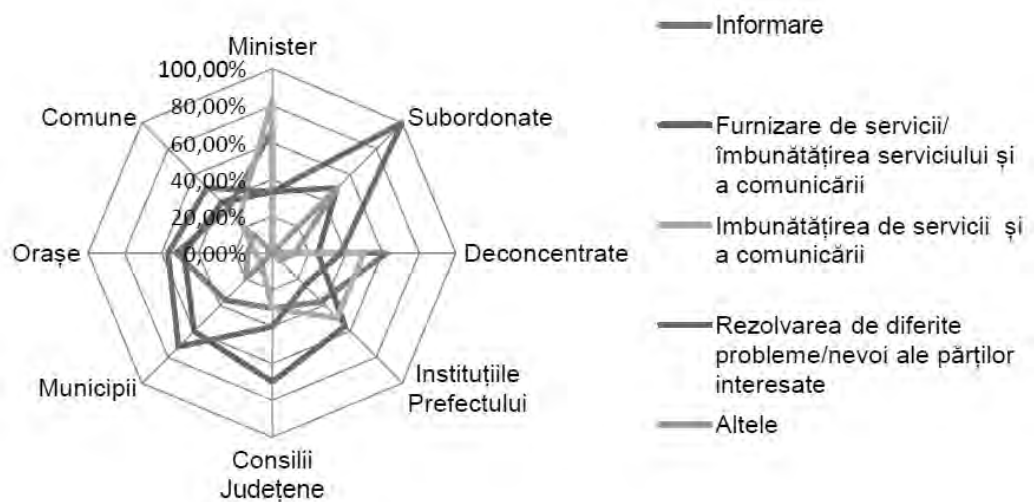 Minister
100,00%
80,00%
60,00%
40,00%
20,00%
0,00%
Subordonate
Deconcentrate
Instituțiile
Prefectului
Consilii
Județene
Municipii
Orașe
Comune
Informare
Furnizare de servicii/
îmbunătățirea serviciului și
a comunicării
Imbunătățirea de servicii și
a comunicării
Rezolvarea de diferite
probleme/nevoi ale părților
interesate
Altele